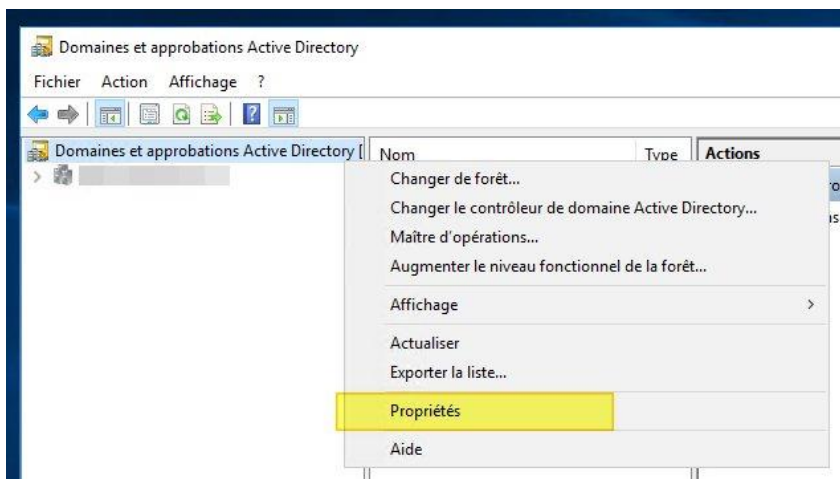 Domaines et approbations Active Directory
Fichier Action Affichage ?
Domaines et approbations Active Directory [
Nom Type Actions
Changer de forêt...
Changer le contrôleur de domaine Active Directory...
Maître d'opérations...
Augmenter le niveau fonctionnel de la forêt...
Affichage
Actualiser
Exporter la liste...
Propriétés
Aide